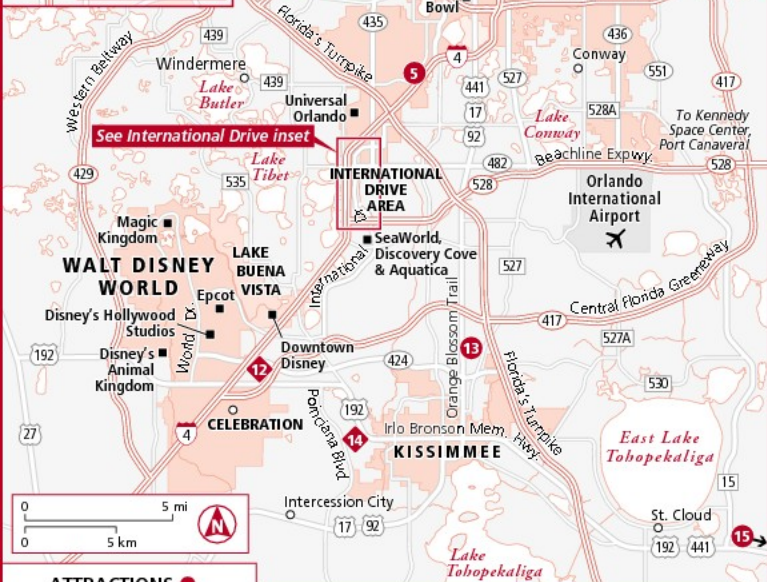 Bowl
Florida's Turnpike
435
439
436
Western Beltway
Windermere
4
5
Conway
439
441
527
551
417
Lake
Butler
Universal
Orlando
17
528A
92
Lake
Conway
To Kennedy
Space Center,
Port Canaveral
See International Drive inset
Lake
Tibet
482
Beachline Expwy.
528
429
535
INTERNATIONAL
DRIVE
AREA
528
Orlando
International
Airport
Magic
Kingdom
SeaWorld,
Discovery Cove
& Aquatica
WALT DISNEY
WORLD
LAKE
BUENA
VISTA
International Dr.
527
Epcot
Central Florida Greeneway
Disney's Hollywood
Studios
World Dr.
Orange Blossom Trail
417
527A
192
Disney's
Animal
Kingdom
Downtown
Disney
12
424
13
530
Florida's Turnpike
Poinciana Blvd.
192
CELEBRATION
4
27
14
Irlo Bronson Mem. Hwy.
KISSIMMEE
East Lake
Tohopekaliga
15
0 5 mi
0 5 km
N
Intercession City
17
92
St. Cloud
192
441
15
Lake
Tohopekaliga
ATTRACTIONS